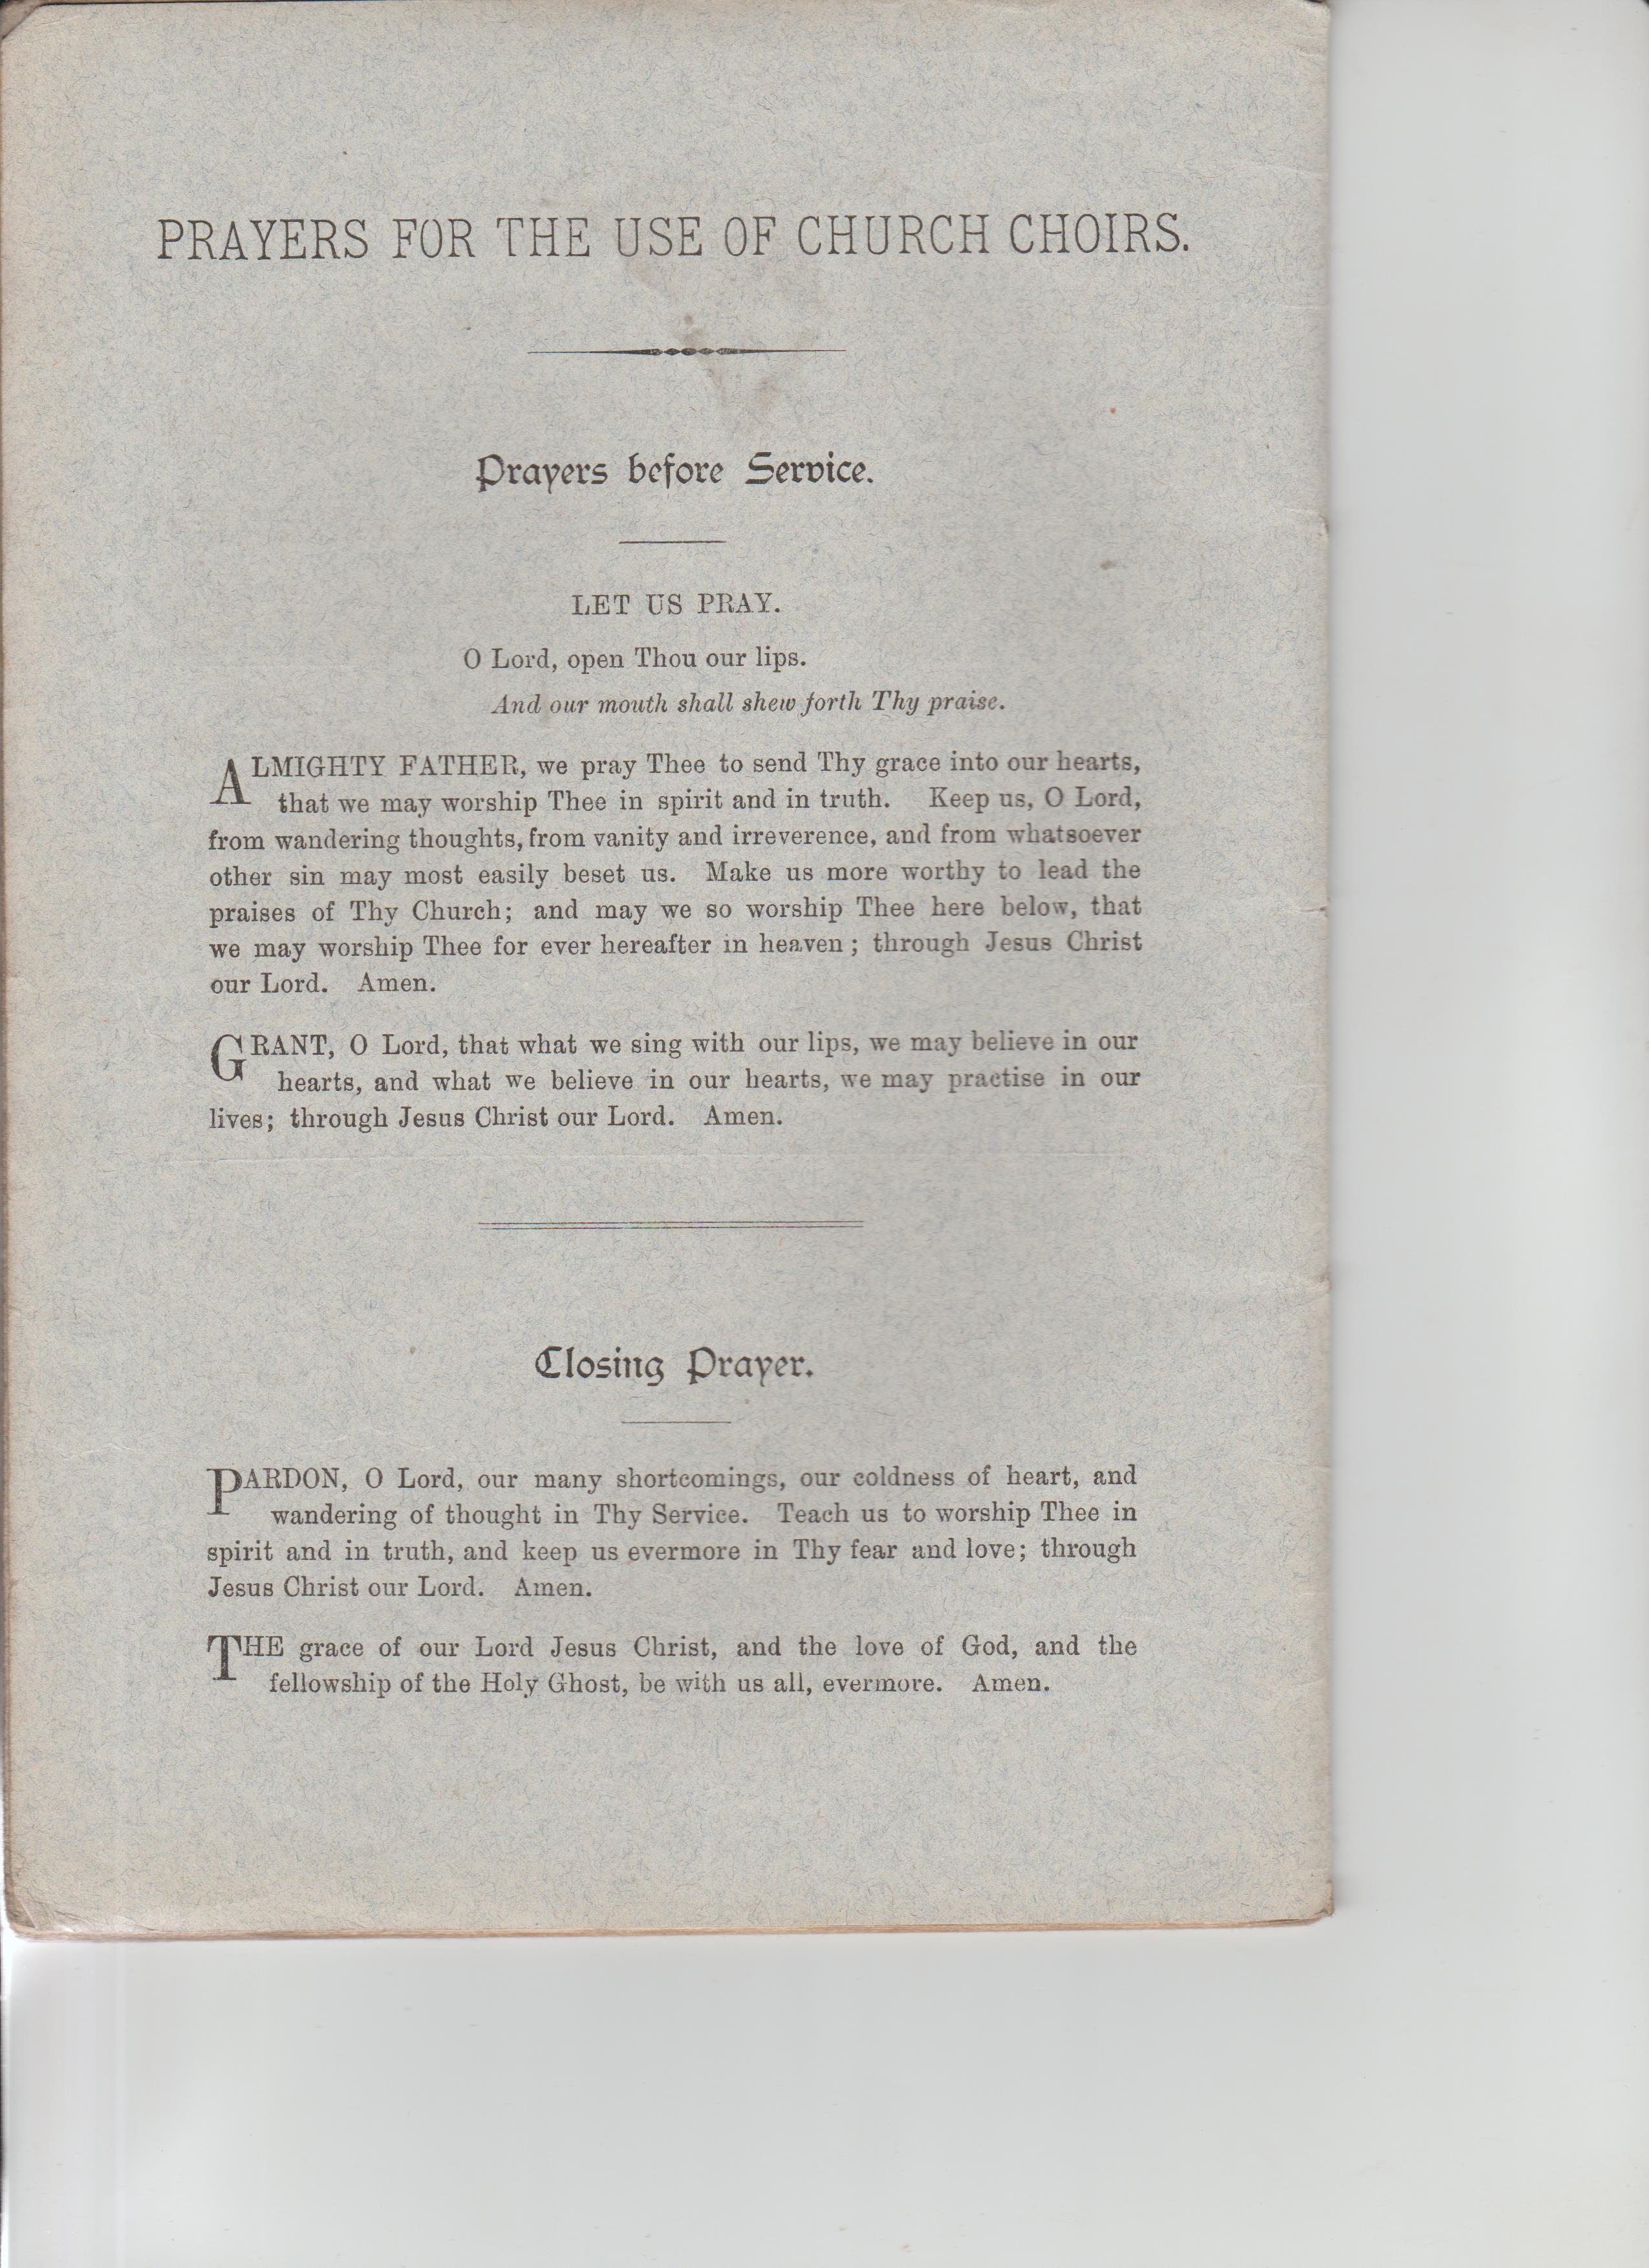 PRAYERS FOR THE USE OF CHURCH CHOIRS.
Prayers before Service.
LET US PRAY.
O Lord, open Thou our lips.
And our mouth shall shew forth Thy praise.
ALMIGHTY FATHER, we pray Thee to send Thy grace into our hearts,
that we may worship Thee in spirit and in truth. Keep us, O Lord,
from wandering thoughts, from vanity and irreverence, and from whatsoever
other sin may most easily beset us. Make us more worthy to lead the
praises of Thy Church; and may we so worship Thee here below, that
we may worship Thee for ever hereafter in heaven; through Jesus Christ
our Lord. Amen.
GRANT, O Lord, that what we sing with our lips, we may believe in our
hearts, and what we believe in our hearts, we may practise in our
lives; through Jesus Christ our Lord. Amen.
Closing Prayer.
PARDON, O Lord, our many shortcomings, our coldness of heart, and
wandering of thought in Thy Service. Teach us to worship Thee in
spirit and in truth, and keep us evermore in Thy fear and love; through
Jesus Christ our Lord. Amen.
THE grace of our Lord Jesus Christ, and the love of God, and the
fellowship of the Holy Ghost, be with us all, evermore. Amen.